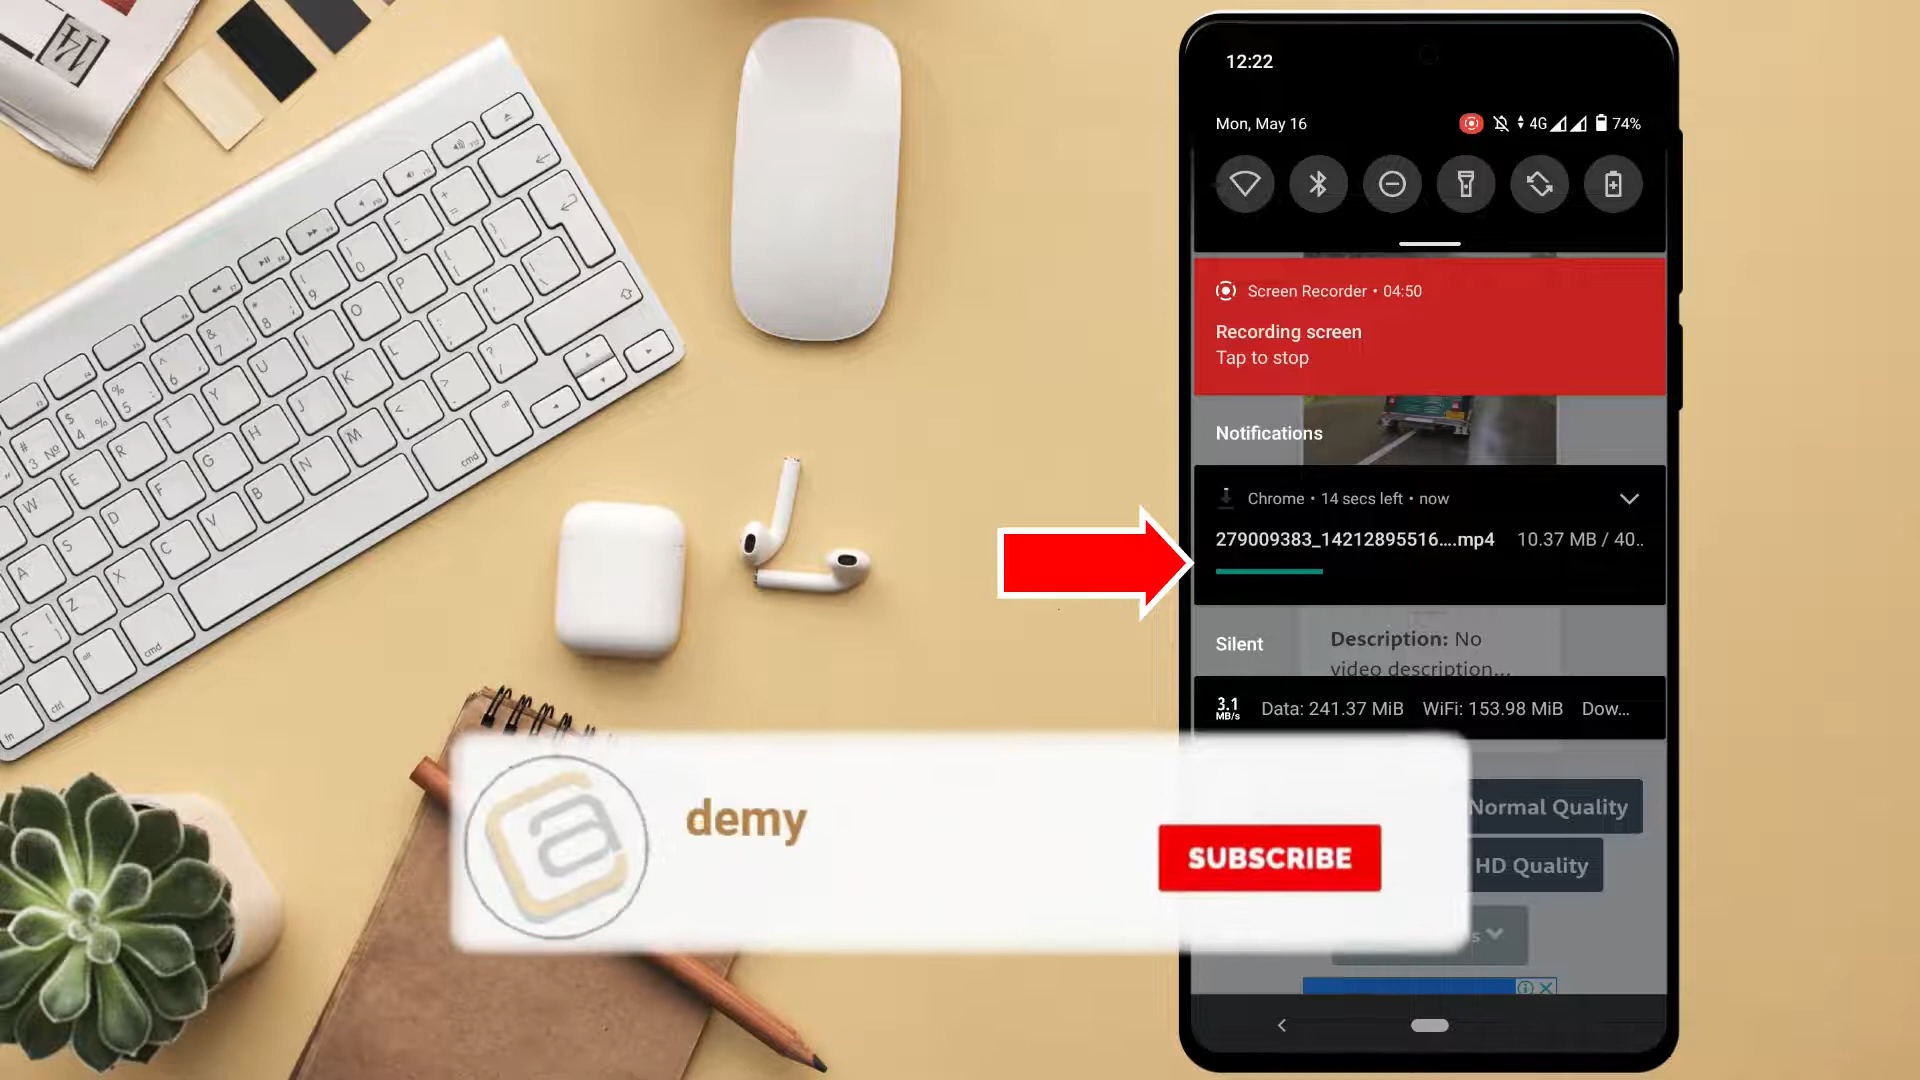 12:22
Mon, May 16
4G 74%
Screen Recorder • 04:50
Recording screen
Tap to stop
Notifications
Chrome • 14 secs left • now
279009383_14212895516....mp4 10.37 MB / 40..
Silent
Description: No
video description...
3.1
MB/s
Data: 241.37 MiB WiFi: 153.98 MiB Dow...
Normal Quality
HD Quality
demy
SUBSCRIBE